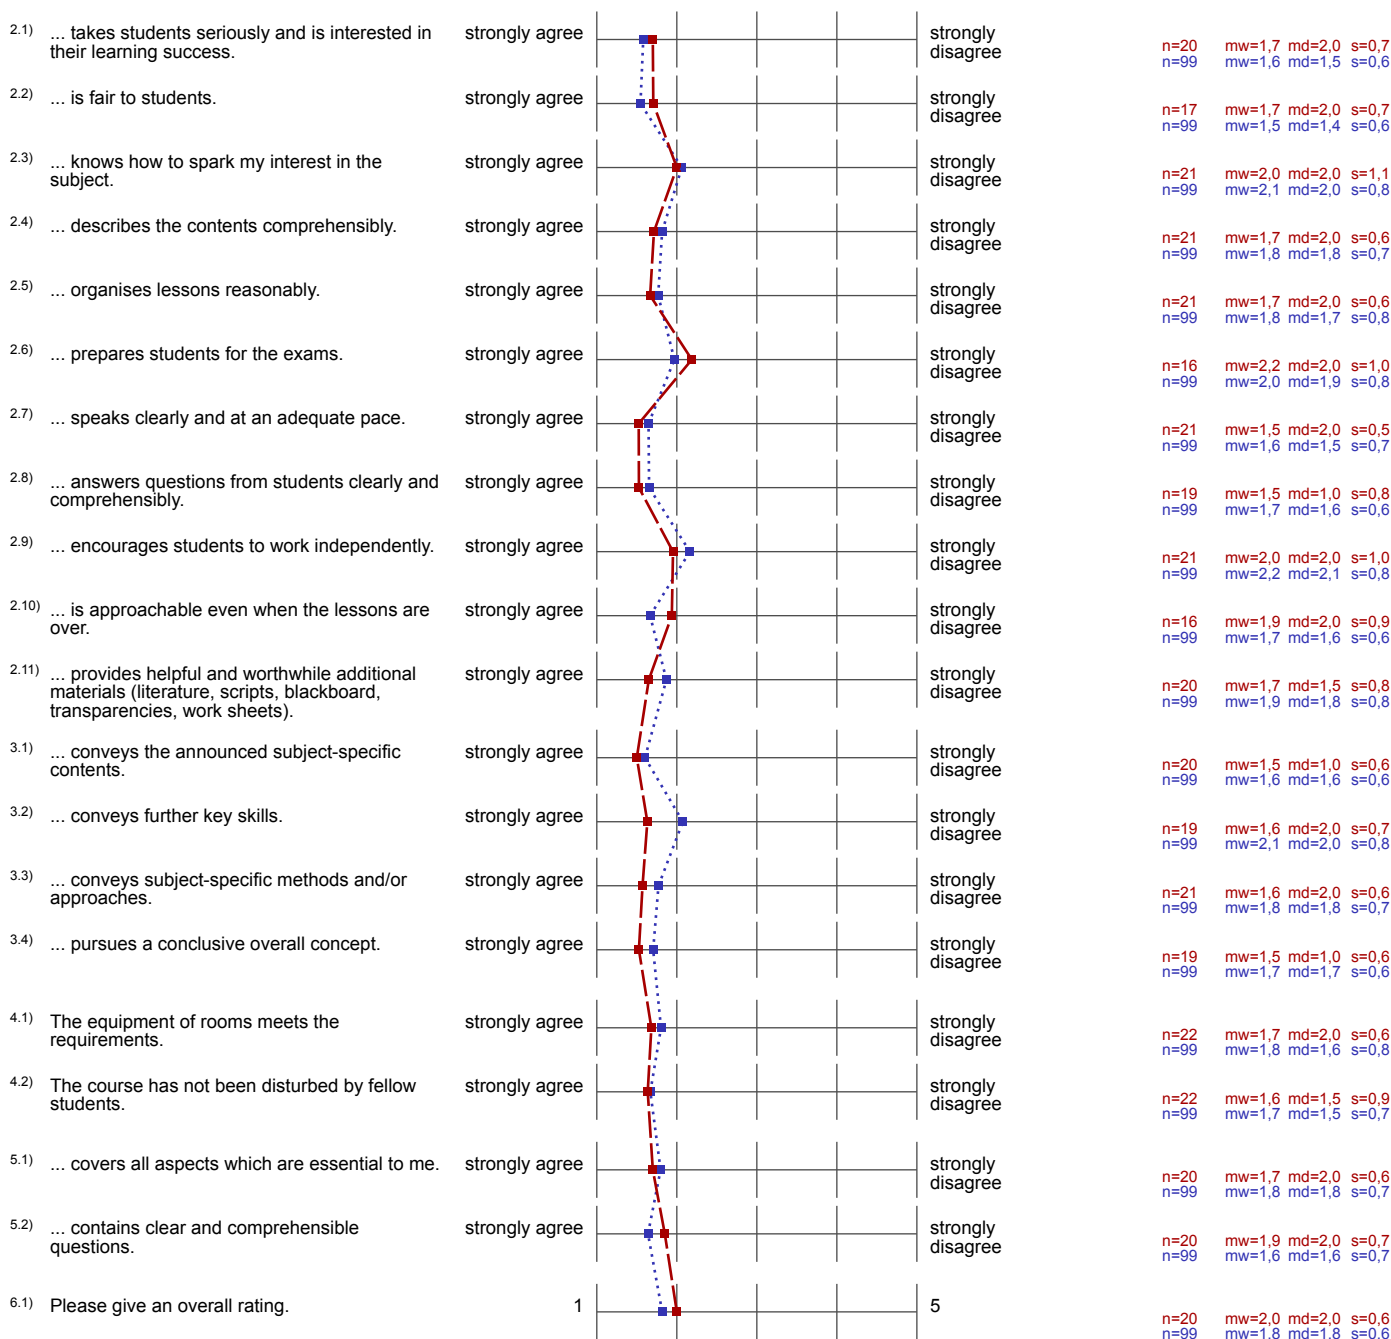 2.1) ... takes students seriously and is interested in their learning success. strongly agree strongly disagree
n=20 mw=1,7 md=2,0 s=0,7
n=99 mw=1,6 md=1,5 s=0,6
2.2) ... is fair to students. strongly agree strongly disagree
n=17 mw=1,7 md=2,0 s=0,7
n=99 mw=1,5 md=1,4 s=0,6
2.3) ... knows how to spark my interest in the subject. strongly agree strongly disagree
n=21 mw=2,0 md=2,0 s=1,1
n=99 mw=2,1 md=2,0 s=0,8
2.4) ... describes the contents comprehensibly. strongly agree strongly disagree
n=21 mw=1,7 md=2,0 s=0,6
n=99 mw=1,8 md=1,8 s=0,7
2.5) ... organises lessons reasonably. strongly agree strongly disagree
n=21 mw=1,7 md=2,0 s=0,6
n=99 mw=1,8 md=1,7 s=0,8
2.6) ... prepares students for the exams. strongly agree strongly disagree
n=16 mw=2,2 md=2,0 s=1,0
n=99 mw=2,0 md=1,9 s=0,8
2.7) ... speaks clearly and at an adequate pace. strongly agree strongly disagree
n=21 mw=1,5 md=2,0 s=0,5
n=99 mw=1,6 md=1,5 s=0,7
2.8) ... answers questions from students clearly and comprehensibly. strongly agree strongly disagree
n=19 mw=1,5 md=1,0 s=0,8
n=99 mw=1,7 md=1,6 s=0,6
2.9) ... encourages students to work independently. strongly agree strongly disagree
n=21 mw=2,0 md=2,0 s=1,0
n=99 mw=2,2 md=2,1 s=0,8
2.10) ... is approachable even when the lessons are over. strongly agree strongly disagree
n=16 mw=1,9 md=2,0 s=0,9
n=99 mw=1,7 md=1,6 s=0,6
2.11) ... provides helpful and worthwhile additional materials (literature, scripts, blackboard, transparencies, work sheets). strongly agree strongly disagree
n=20 mw=1,7 md=1,5 s=0,8
n=99 mw=1,9 md=1,8 s=0,8
3.1) ... conveys the announced subject-specific contents. strongly agree strongly disagree
n=20 mw=1,5 md=1,0 s=0,6
n=99 mw=1,6 md=1,6 s=0,6
3.2) ... conveys further key skills. strongly agree strongly disagree
n=19 mw=1,6 md=2,0 s=0,7
n=99 mw=2,1 md=2,0 s=0,8
3.3) ... conveys subject-specific methods and/or approaches. strongly agree strongly disagree
n=21 mw=1,6 md=2,0 s=0,6
n=99 mw=1,8 md=1,8 s=0,7
3.4) ... pursues a conclusive overall concept. strongly agree strongly disagree
n=19 mw=1,5 md=1,0 s=0,6
n=99 mw=1,7 md=1,7 s=0,6
4.1) The equipment of rooms meets the requirements. strongly agree strongly disagree
n=22 mw=1,7 md=2,0 s=0,6
n=99 mw=1,8 md=1,6 s=0,8
4.2) The course has not been disturbed by fellow students. strongly agree strongly disagree
n=22 mw=1,6 md=1,5 s=0,9
n=99 mw=1,7 md=1,5 s=0,7
5.1) ... covers all aspects which are essential to me. strongly agree strongly disagree
n=20 mw=1,7 md=2,0 s=0,6
n=99 mw=1,8 md=1,8 s=0,7
5.2) ... contains clear and comprehensible questions. strongly agree strongly disagree
n=20 mw=1,9 md=2,0 s=0,7
n=99 mw=1,6 md=1,6 s=0,7
6.1) Please give an overall rating. 1 5
n=20 mw=2,0 md=2,0 s=0,6
n=99 mw=1,8 md=1,8 s=0,6